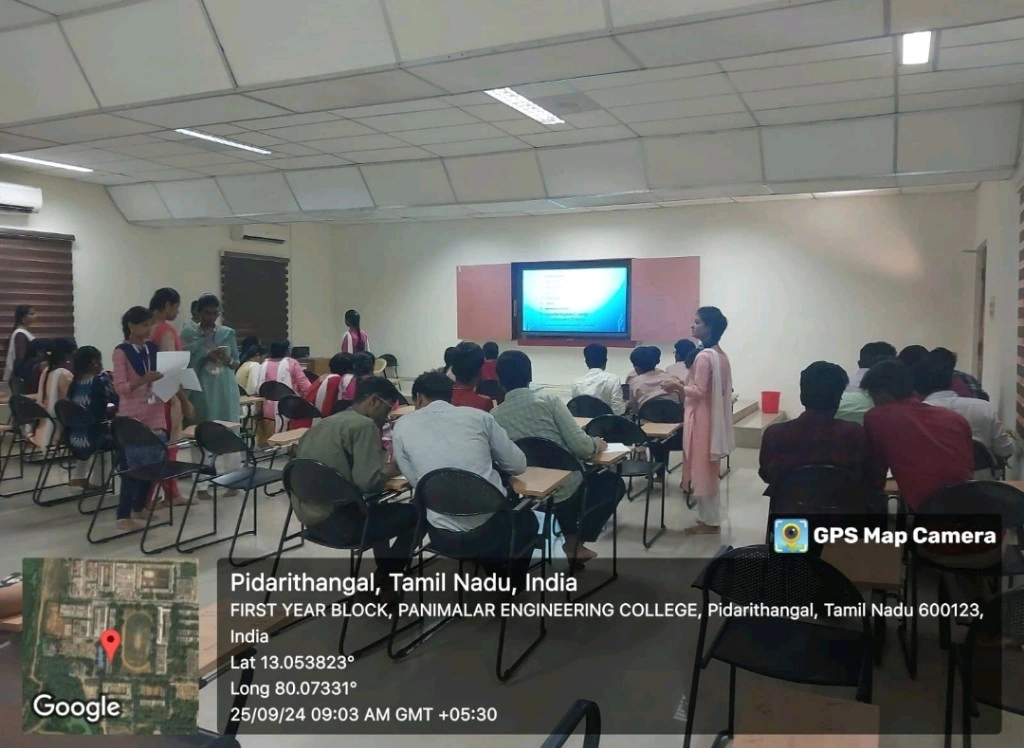 GPS Map Camera
Pidarithangal, Tamil Nadu, India
FIRST YEAR BLOCK, PANIMALAR ENGINEERING COLLEGE, Pidarithangal, Tamil Nadu 600123,
India
Lat 13.053823°
Long 80.07331°
25/09/24 09:03 AM GMT +05:30
Google